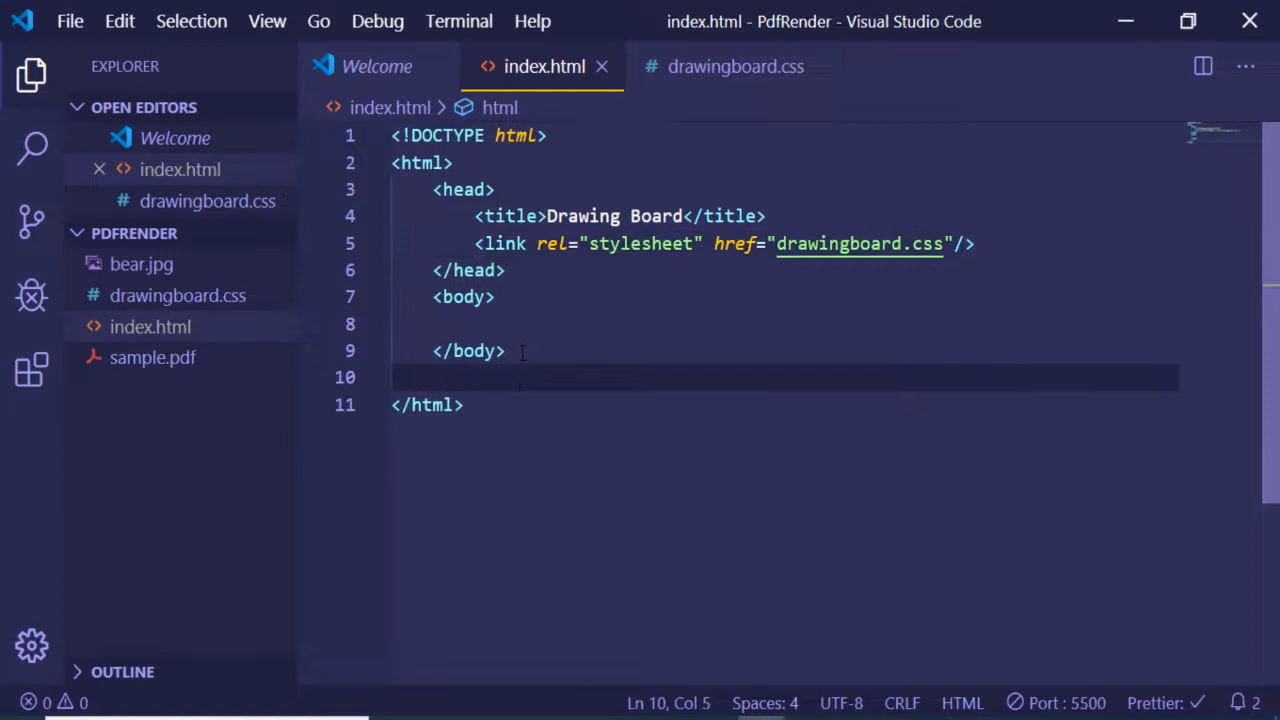 File Edit Selection View Go Debug Terminal Help index.html - PdfRender - Visual Studio Code
EXPLORER
OPEN EDITORS
Welcome
index.html
drawingboard.css
PDFRENDER
bear.jpg
drawingboard.css
index.html
sample.pdf
OUTLINE
Welcome index.html drawingboard.css
index.html > html
1 <!DOCTYPE html>
2 <html>
3 <head>
4 <title>Drawing Board</title>
5 <link rel="stylesheet" href="drawingboard.css"/>
6 </head>
7 <body>
8
9 </body>
10
11 </html>
0 0 Ln 10, Col 5 Spaces: 4 UTF-8 CRLF HTML Port : 5500 Prettier: ✓ 2